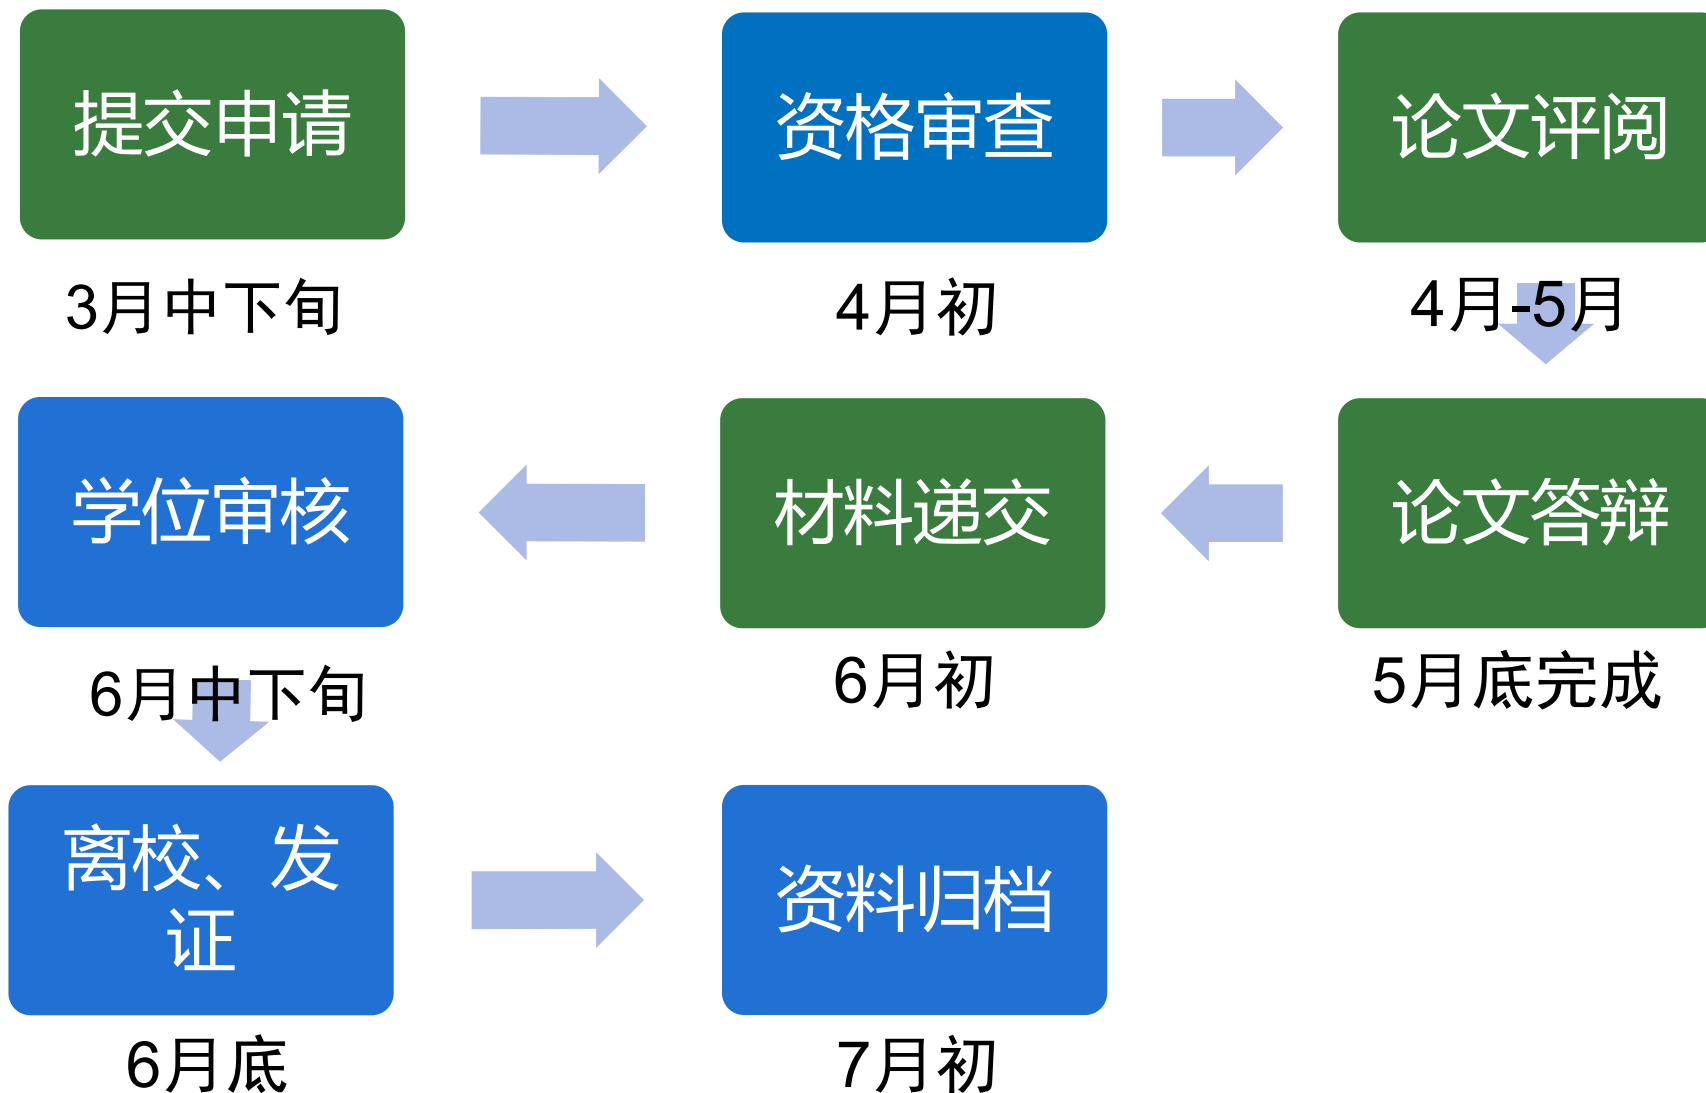 提交申请
资格审查
论文评阅
3月中下旬
4月初
4月-5月
学位审核
材料递交
论文答辩
6月中下旬
6月初
5月底完成
离校、发
证
资料归档
6月底
7月初